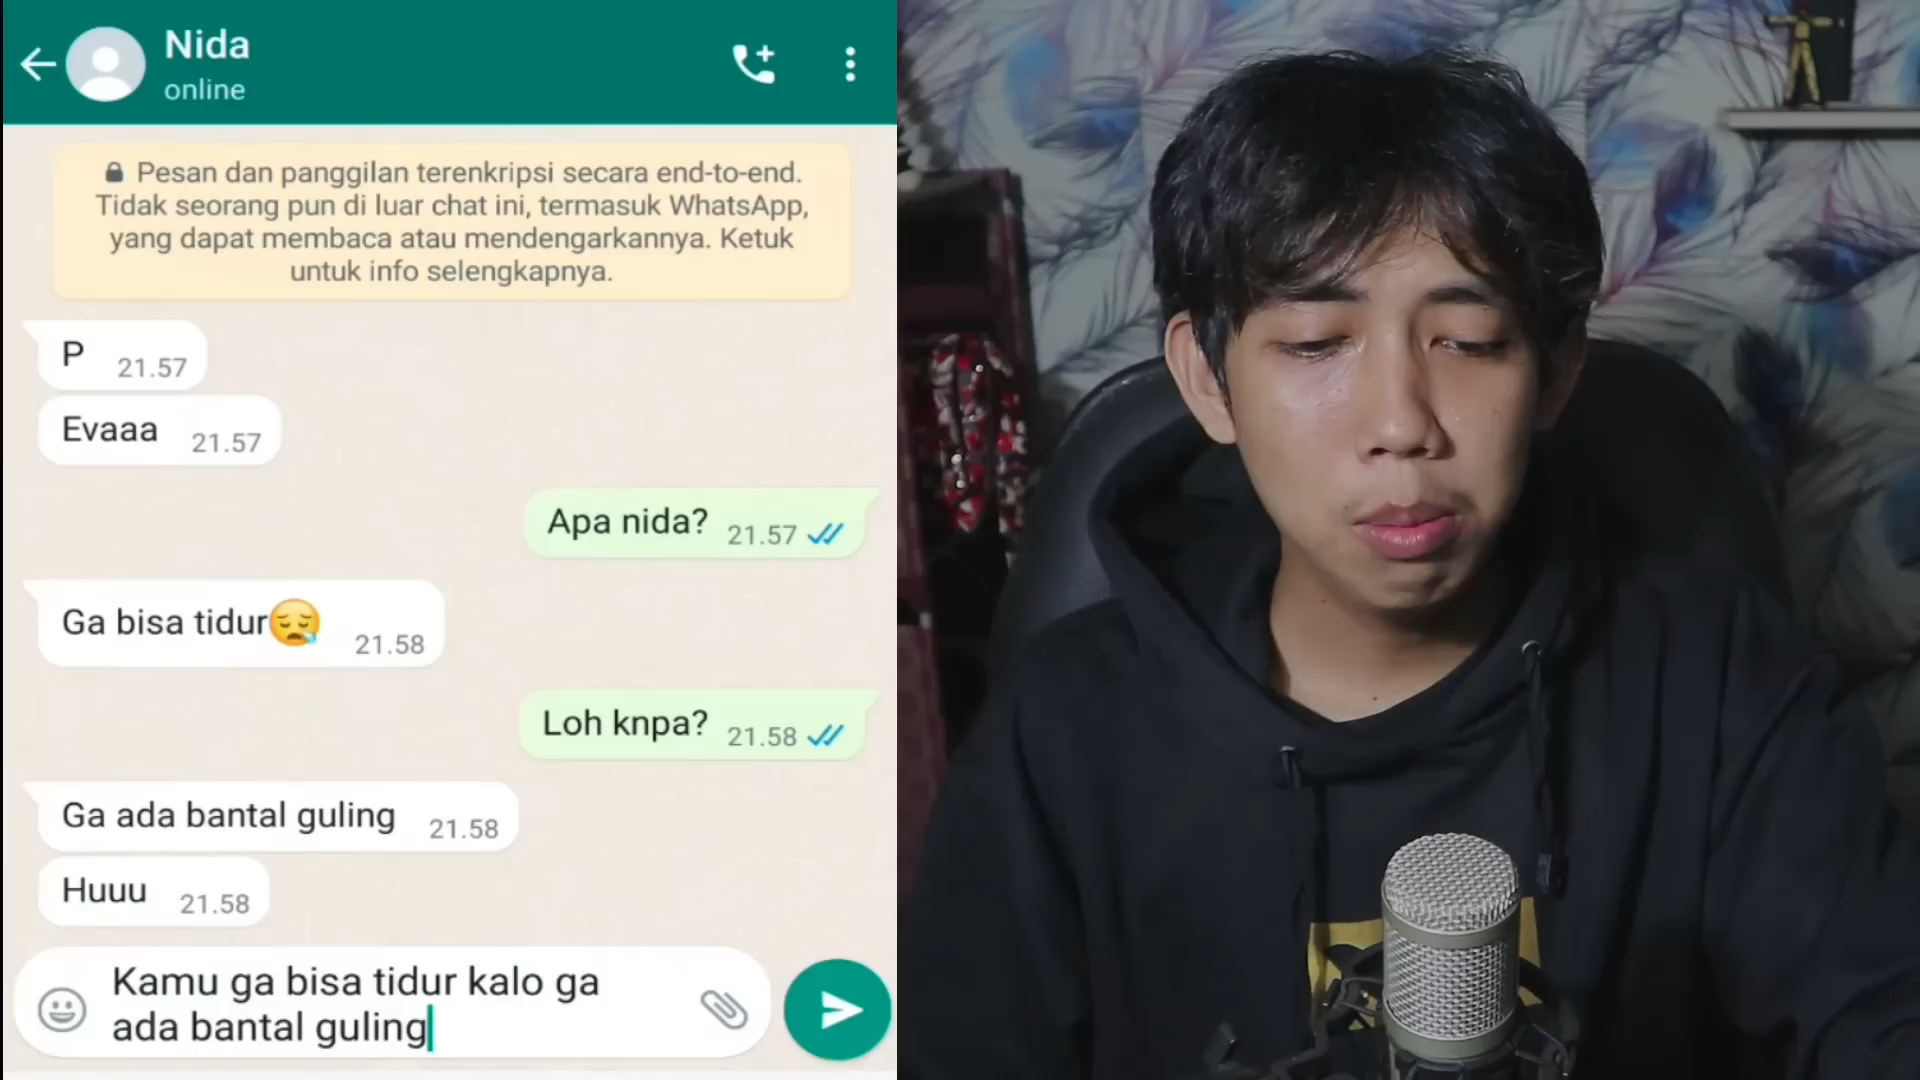 Nida
online
Pesan dan panggilan terenkripsi secara end-to-end.
Tidak seorang pun di luar chat ini, termasuk WhatsApp,
yang dapat membaca atau mendengarkannya. Ketuk
untuk info selengkapnya.
P 21.57
Evaaa 21.57
Apa nida? 21.57
Ga bisa tidur😪 21.58
Loh knpa? 21.58
Ga ada bantal guling 21.58
Huuu 21.58
Kamu ga bisa tidur kalo ga
ada bantal guling